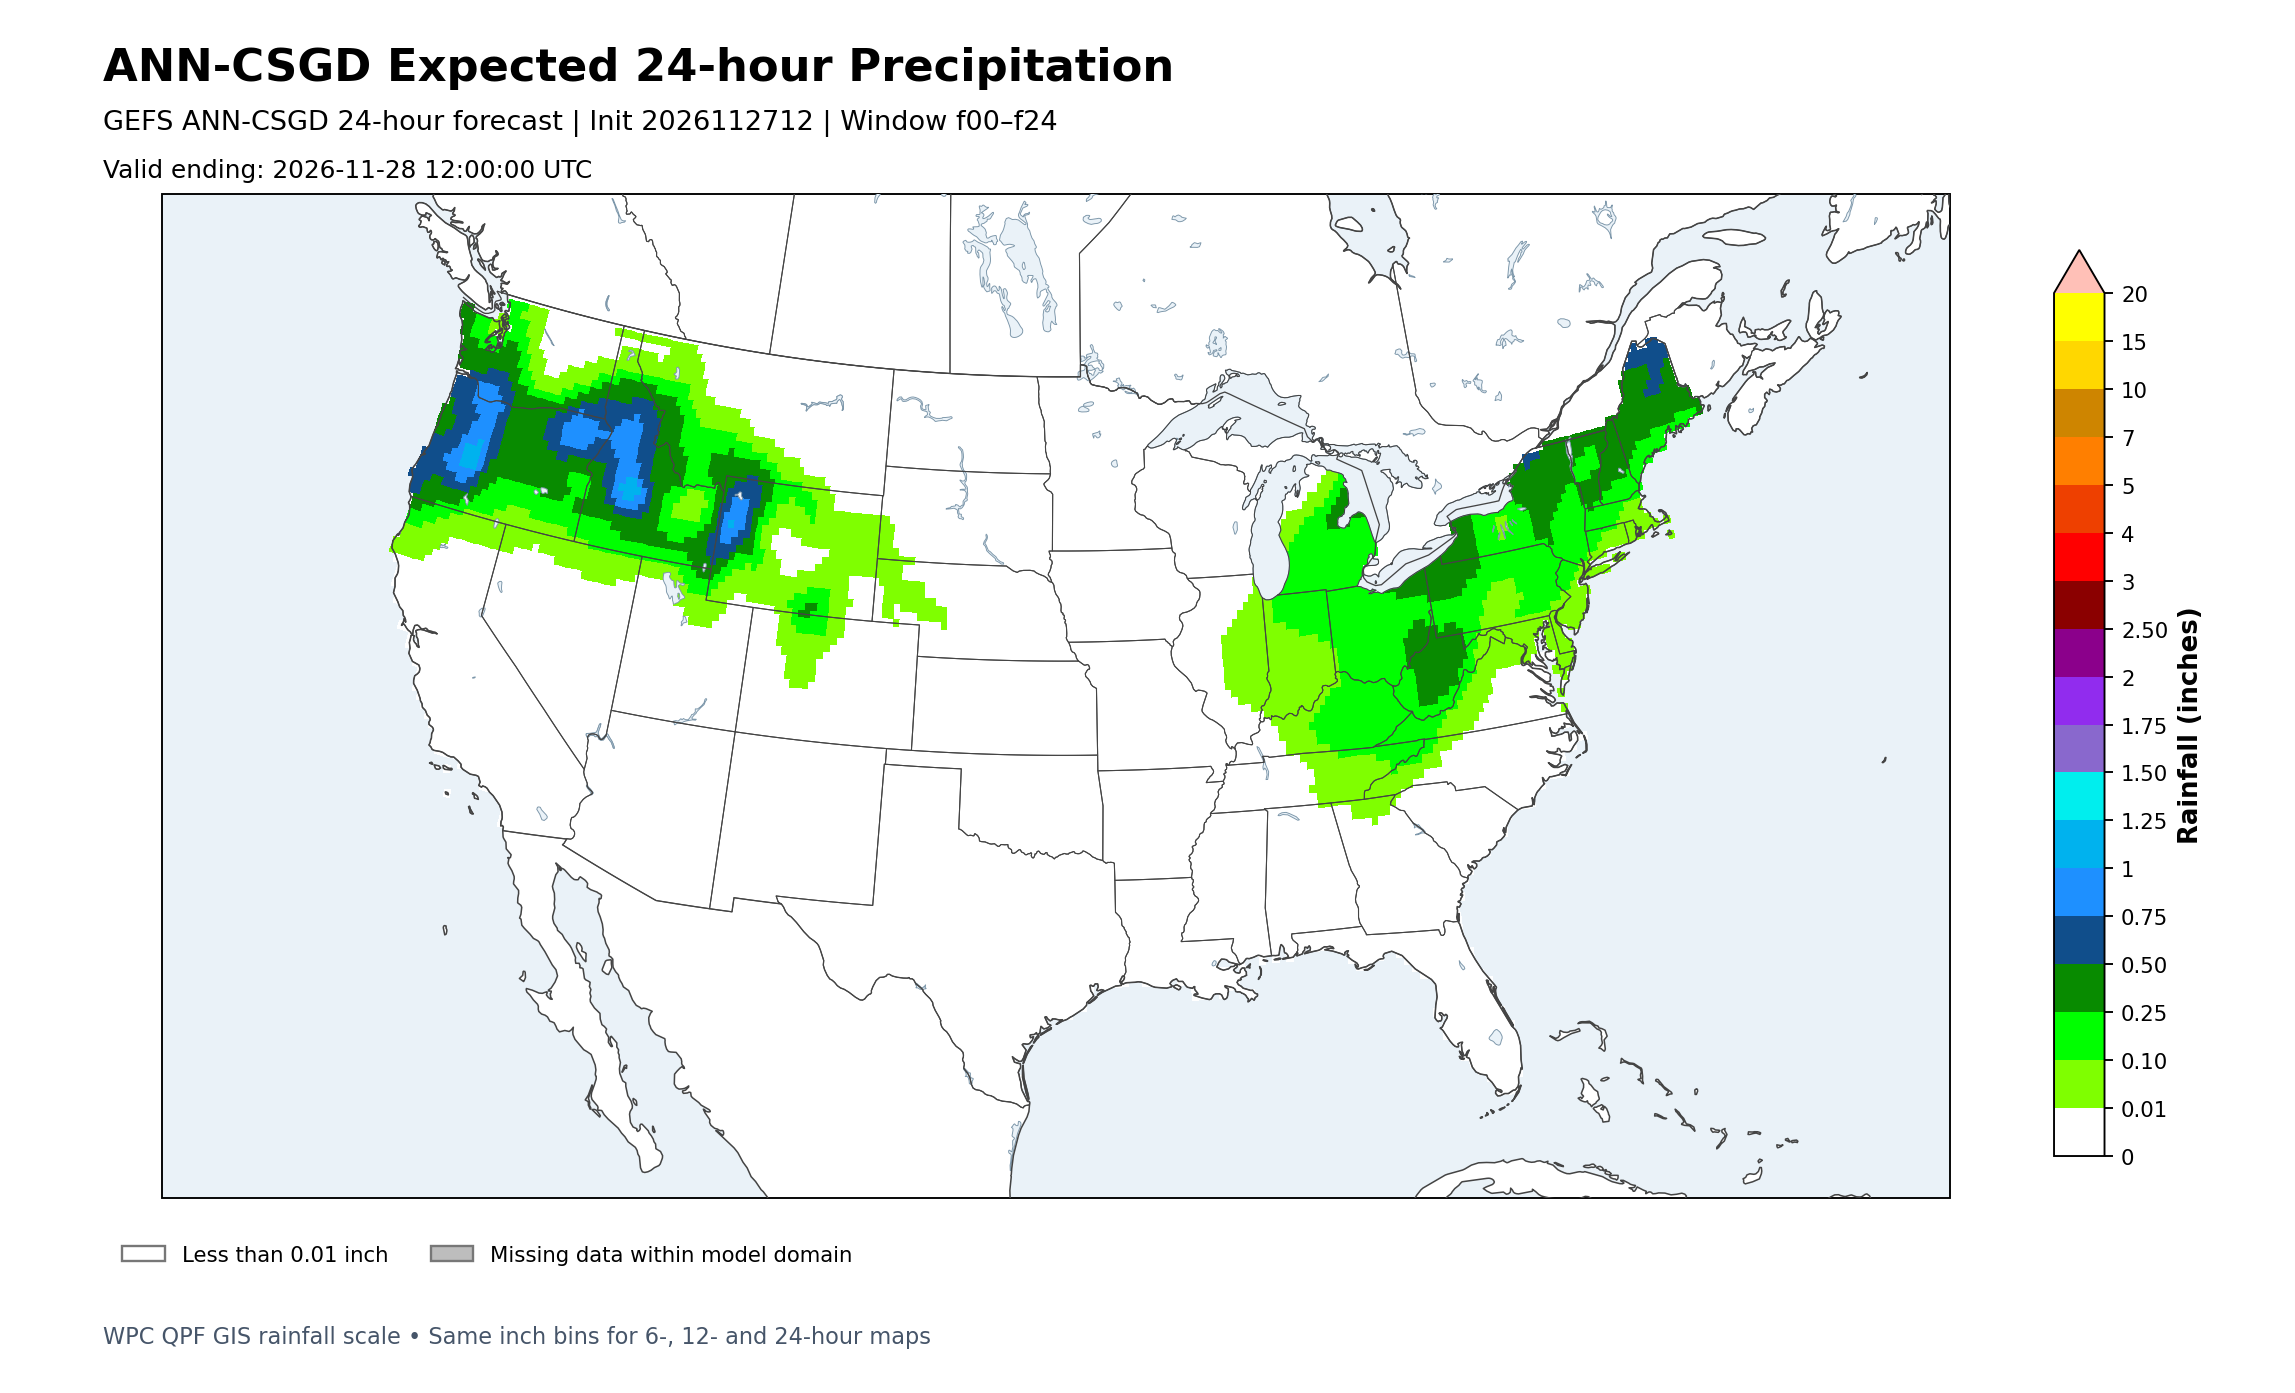 ANN-CSGD Expected 24-hour Precipitation
GEFS ANN-CSGD 24-hour forecast | Init 2026112712 | Window f00–f24
Valid ending: 2026-11-28 12:00:00 UTC
20
15
10
7
5
4
3
2.50
2
1.75
1.50
1.25
1
0.75
0.50
0.25
0.10
0.01
0
Rainfall (inches)
Less than 0.01 inch
Missing data within model domain
WPC QPF GIS rainfall scale • Same inch bins for 6-, 12- and 24-hour maps